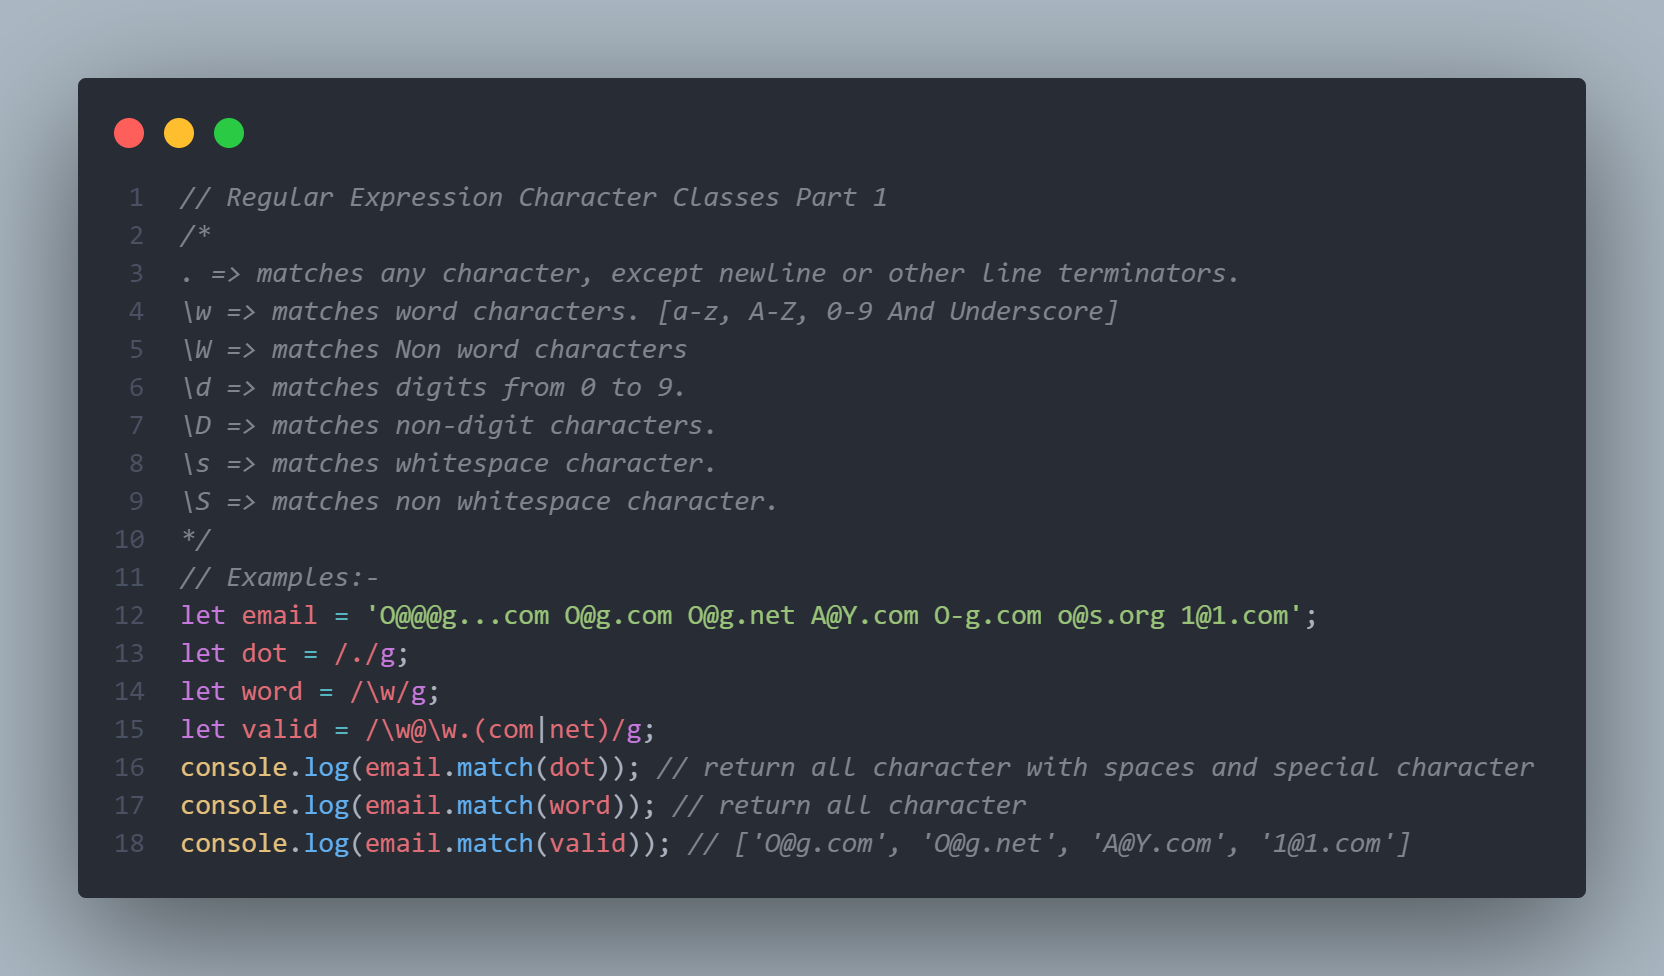 1 // Regular Expression Character Classes Part 1
2 /*
3 . => matches any character, except newline or other line terminators.
4 \w => matches word characters. [a-z, A-Z, 0-9 And Underscore]
5 \W => matches Non word characters
6 \d => matches digits from 0 to 9.
7 \D => matches non-digit characters.
8 \s => matches whitespace character.
9 \S => matches non whitespace character.
10 */
11 // Examples:-
12 let email = 'O@@@g...com O@g.com O@g.net A@Y.com O-g.com o@s.org 1@1.com';
13 let dot = /./g;
14 let word = /\w/g;
15 let valid = /\w@\w.(com|net)/g;
16 console.log(email.match(dot)); // return all character with spaces and special character
17 console.log(email.match(word)); // return all character
18 console.log(email.match(valid)); // ['O@g.com', 'O@g.net', 'A@Y.com', '1@1.com']